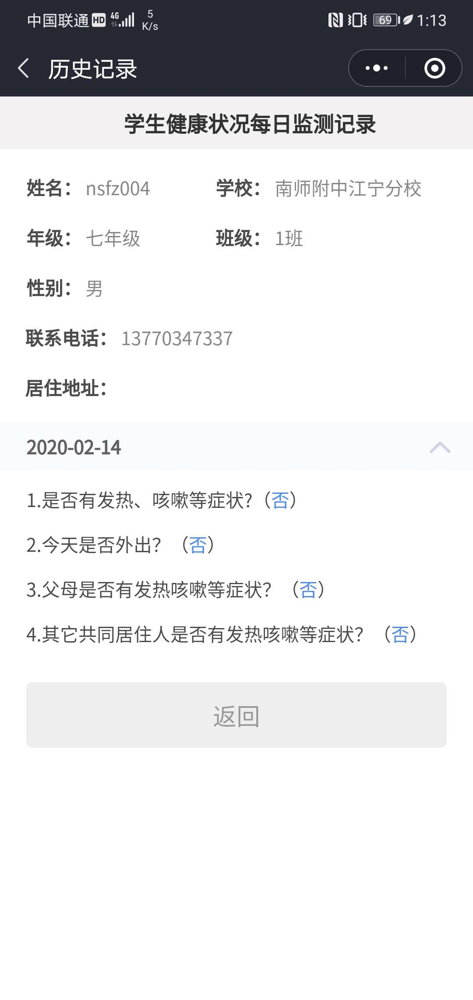 中国联通 HD 4G 5 K/s 69 1:13
历史记录
学生健康状况每日监测记录
姓名： nsfz004 学校： 南师附中江宁分校
年级： 七年级 班级： 1班
性别： 男
联系电话： 13770347337
居住地址：
2020-02-14
1.是否有发热、咳嗽等症状?（否）
2.今天是否外出？（否）
3.父母是否有发热咳嗽等症状？（否）
4.其它共同居住人是否有发热咳嗽等症状？（否）
返回